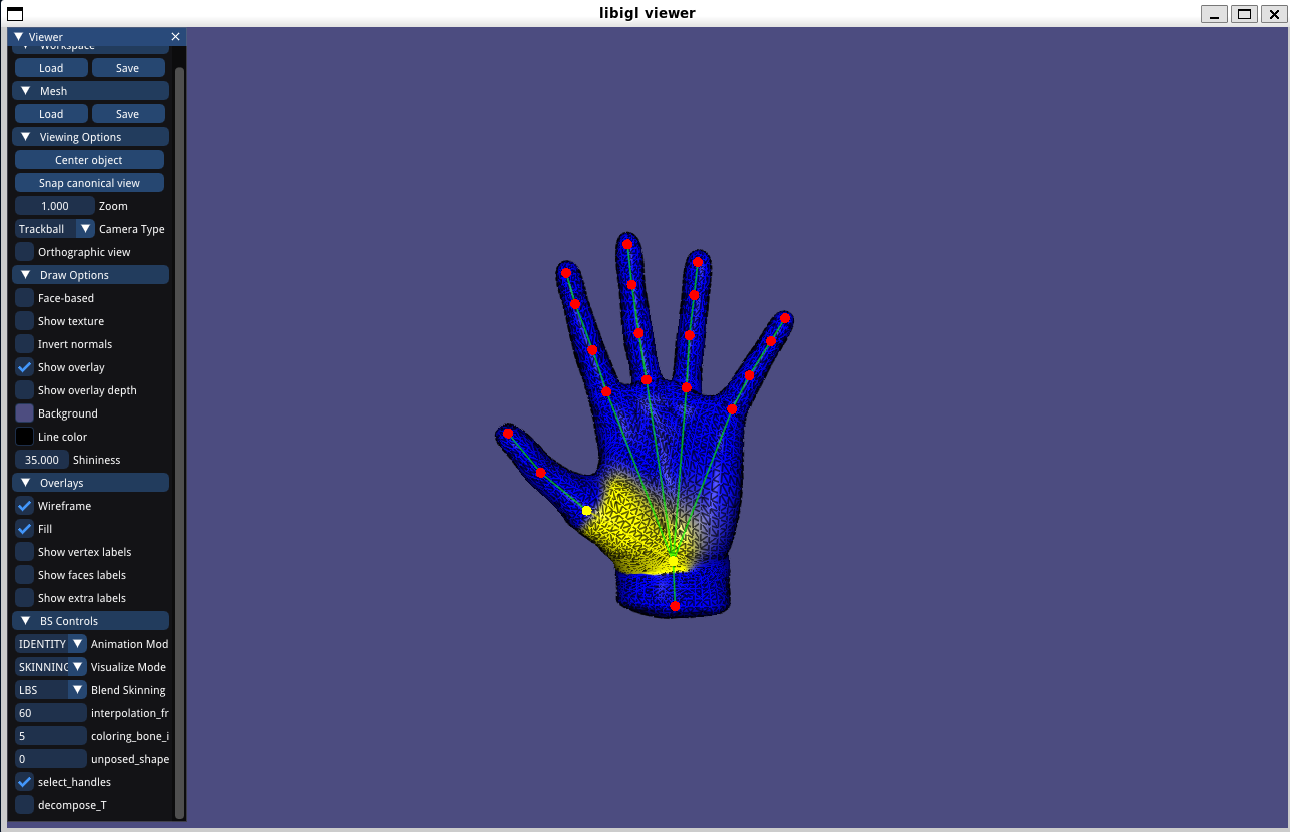 libigl viewer
Viewer
Workspace
Load Save
Mesh
Load Save
Viewing Options
Center object
Snap canonical view
1.000 Zoom
Trackball Camera Type
Orthographic view
Draw Options
Face-based
Show texture
Invert normals
Show overlay
Show overlay depth
Background
Line color
35.000 Shininess
Overlays
Wireframe
Fill
Show vertex labels
Show faces labels
Show extra labels
BS Controls
IDENTITY Animation Mod
SKINNING Visualize Mode
LBS Blend Skinning
60 interpolation_fr
5 coloring_bone_i
0 unposed_shape
select_handles
decompose_T